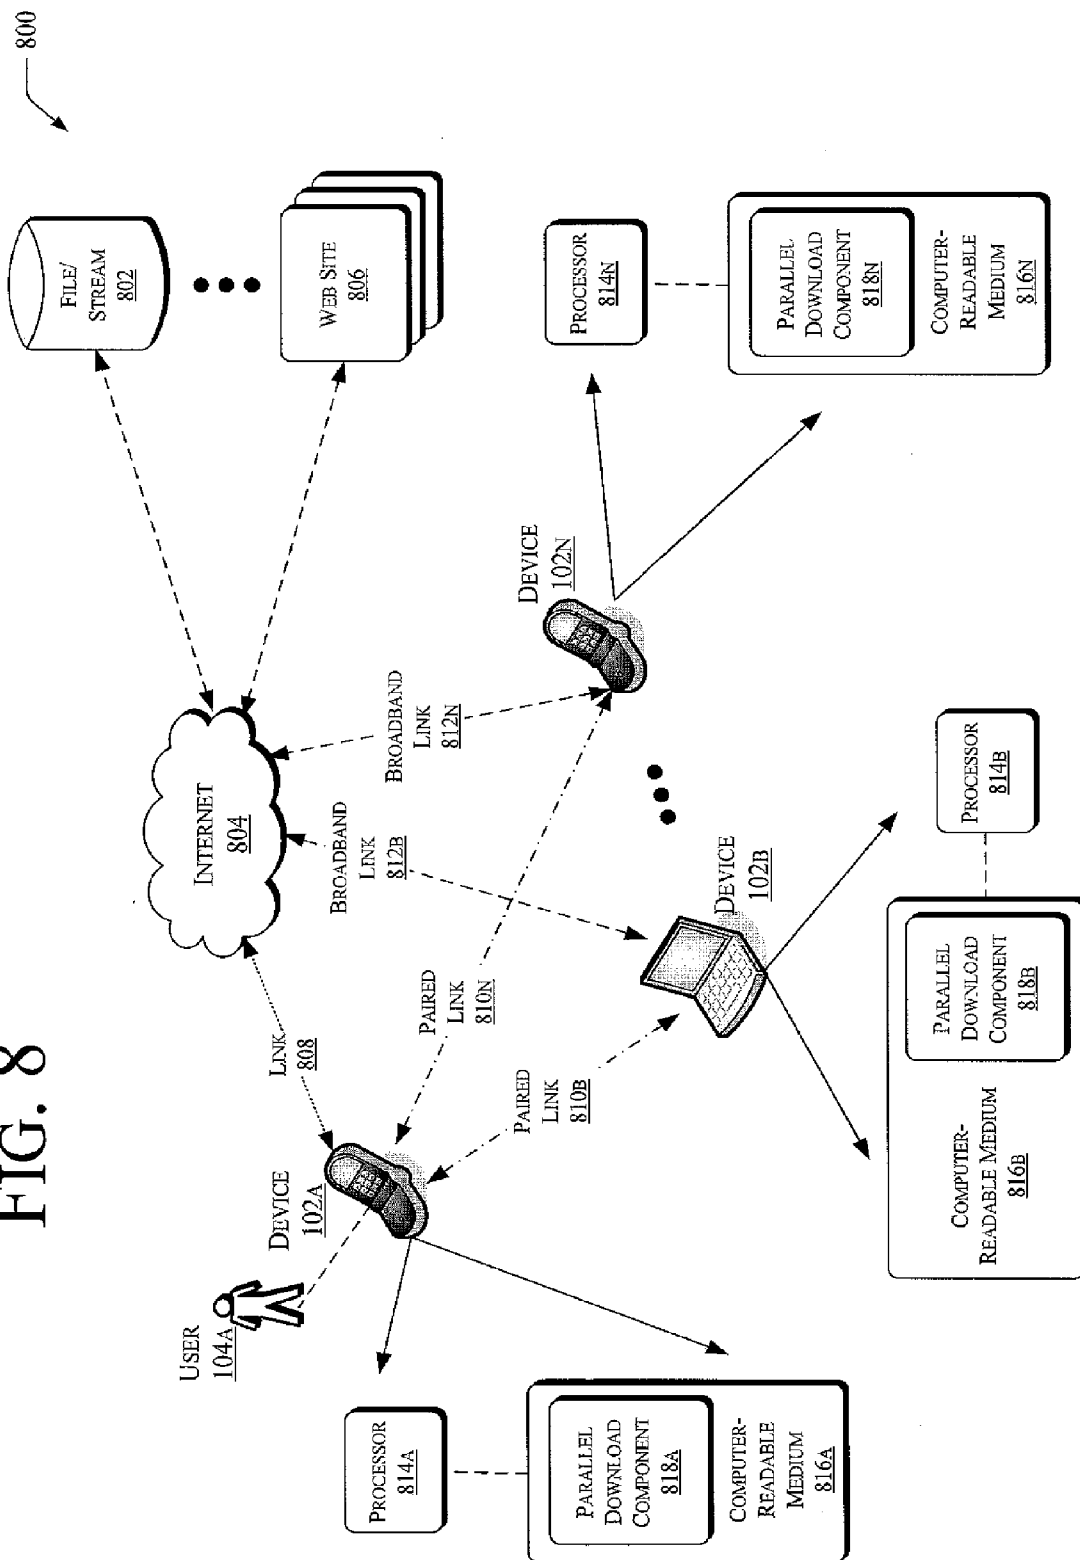 800
FILE/
STREAM
802
WEB SITE
806
INTERNET
804
LINK
808
BROADBAND
LINK
812B
BROADBAND
LINK 812N
PAIRED
LINK
810N
PAIRED
LINK
810B
USER
104A
DEVICE
102A
DEVICE
102B
DEVICE
102N
PROCESSOR
814A
PARALLEL
DOWNLOAD
COMPONENT
818A
COMPUTER-
READABLE
MEDIUM
816A
PROCESSOR
814B
PARALLEL
DOWNLOAD
COMPONENT
818B
COMPUTER-
READABLE MEDIUM
816B
PROCESSOR
814N
PARALLEL
DOWNLOAD
COMPONENT
818N
COMPUTER-
READABLE
MEDIUM
816N
FIG. 8